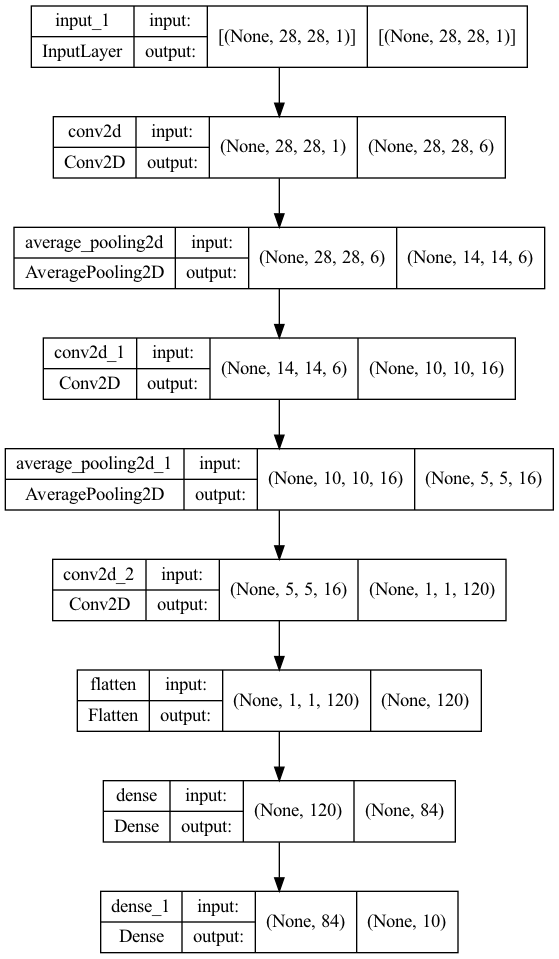 input_1 input: [(None, 28, 28, 1)] [(None, 28, 28, 1)]
InputLayer output:
conv2d input: (None, 28, 28, 1) (None, 28, 28, 6)
Conv2D output:
average_pooling2d input: (None, 28, 28, 6) (None, 14, 14, 6)
AveragePooling2D output:
conv2d_1 input: (None, 14, 14, 6) (None, 10, 10, 16)
Conv2D output:
average_pooling2d_1 input: (None, 10, 10, 16) (None, 5, 5, 16)
AveragePooling2D output:
conv2d_2 input: (None, 5, 5, 16) (None, 1, 1, 120)
Conv2D output:
flatten input: (None, 1, 1, 120) (None, 120)
Flatten output:
dense input: (None, 120) (None, 84)
Dense output:
dense_1 input: (None, 84) (None, 10)
Dense output: